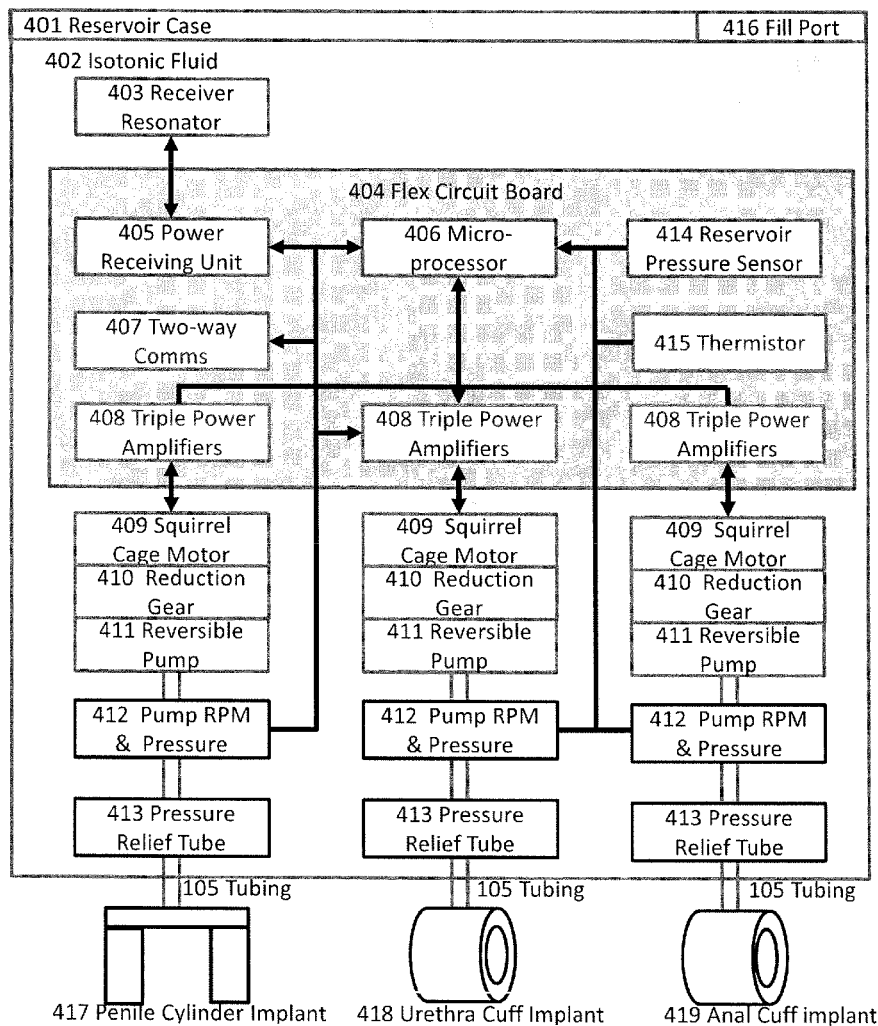 401 Reservoir Case
416 Fill Port
402 Isotonic Fluid
403 Receiver
Resonator
404 Flex Circuit Board
405 Power
Receiving Unit
406 Micro-
processor
414 Reservoir
Pressure Sensor
407 Two-way
Comms
415 Thermistor
408 Triple Power
Amplifiers
408 Triple Power
Amplifiers
408 Triple Power
Amplifiers
409 Squirrel
Cage Motor
410 Reduction
Gear
411 Reversible
Pump
409 Squirrel
Cage Motor
410 Reduction
Gear
411 Reversible
Pump
409 Squirrel
Cage Motor
410 Reduction
Gear
411 Reversible
Pump
412 Pump RPM
& Pressure
412 Pump RPM
& Pressure
412 Pump RPM
& Pressure
413 Pressure
Relief Tube
413 Pressure
Relief Tube
413 Pressure
Relief Tube
105 Tubing
105 Tubing
105 Tubing
417 Penile Cylinder Implant
418 Urethra Cuff Implant
419 Anal Cuff implant